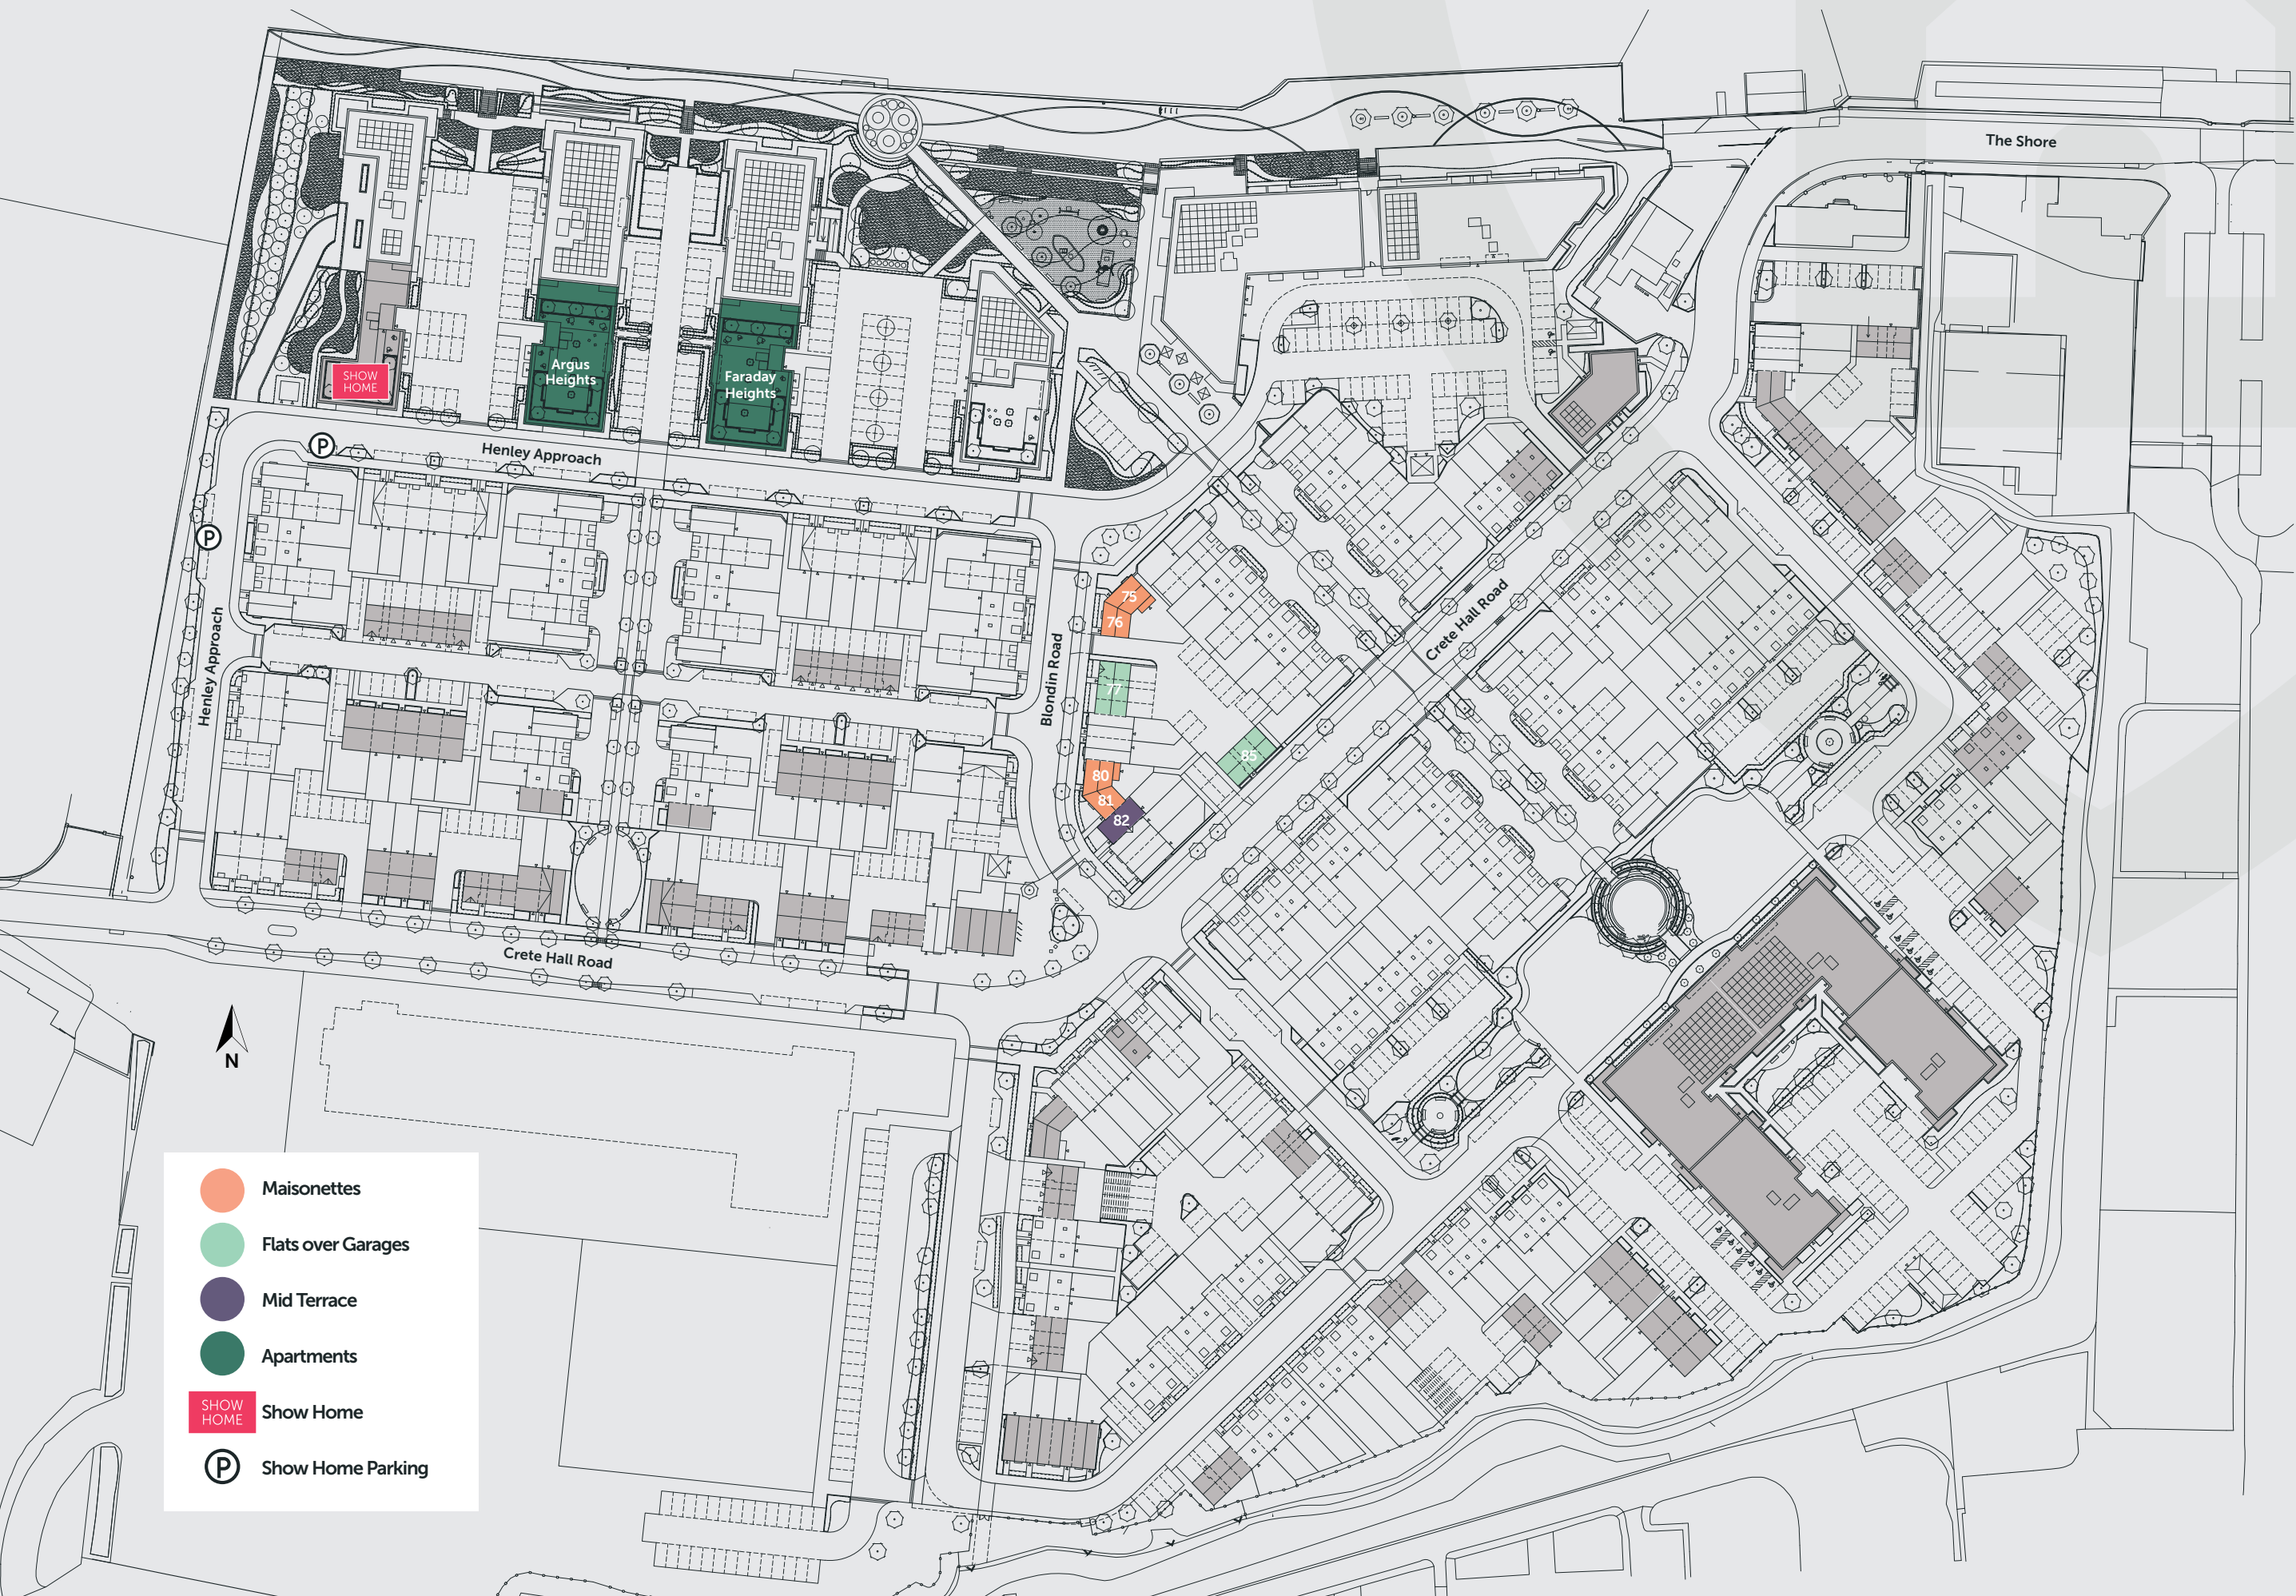 The Shore
SHOW
HOME
Argus
Heights
Faraday
Heights
P
Henley Approach
P
Henley Approach
Blondin Road
Crete Hall Road
75
76
77
85
80
81
82
Crete Hall Road
N
Maisonettes
Flats over Garages
Mid Terrace
Apartments
SHOW
HOME
Show Home
P
Show Home Parking